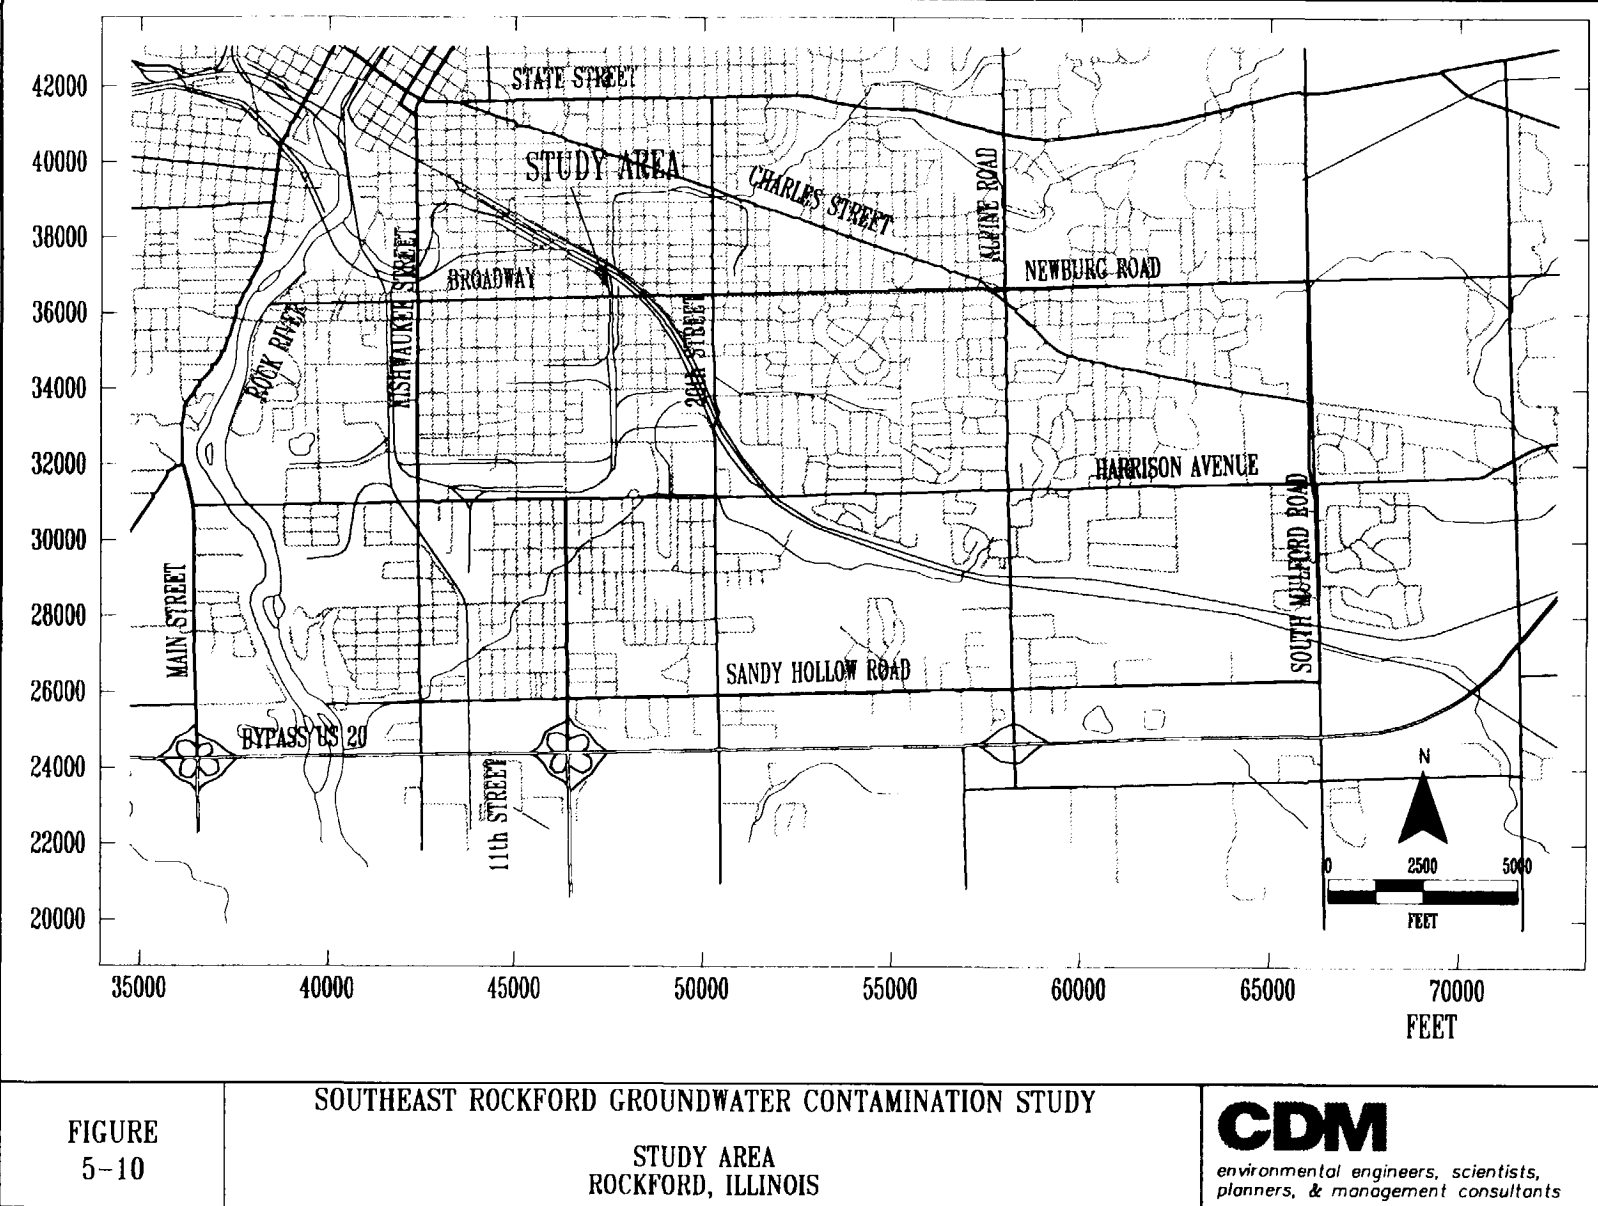 42000
40000
38000
36000
34000
32000
30000
28000
26000
24000
22000
20000
STATE STREET
STUDY AREA
CHARLES STREET
ALPINE ROAD
NEWBURG ROAD
BROADWAY
KISHWAUKEE STREET
ROCK RIVER
20th STREET
HARRISON AVENUE
SOUTH MULFORD ROAD
MAIN STREET
SANDY HOLLOW ROAD
BYPASS US 20
11th STREET
N
0 2500 5000
FEET
35000 40000 45000 50000 55000 60000 65000 70000
FEET
FIGURE
5-10
SOUTHEAST ROCKFORD GROUNDWATER CONTAMINATION STUDY
STUDY AREA
ROCKFORD, ILLINOIS
CDM
environmental engineers, scientists,
planners, & management consultants